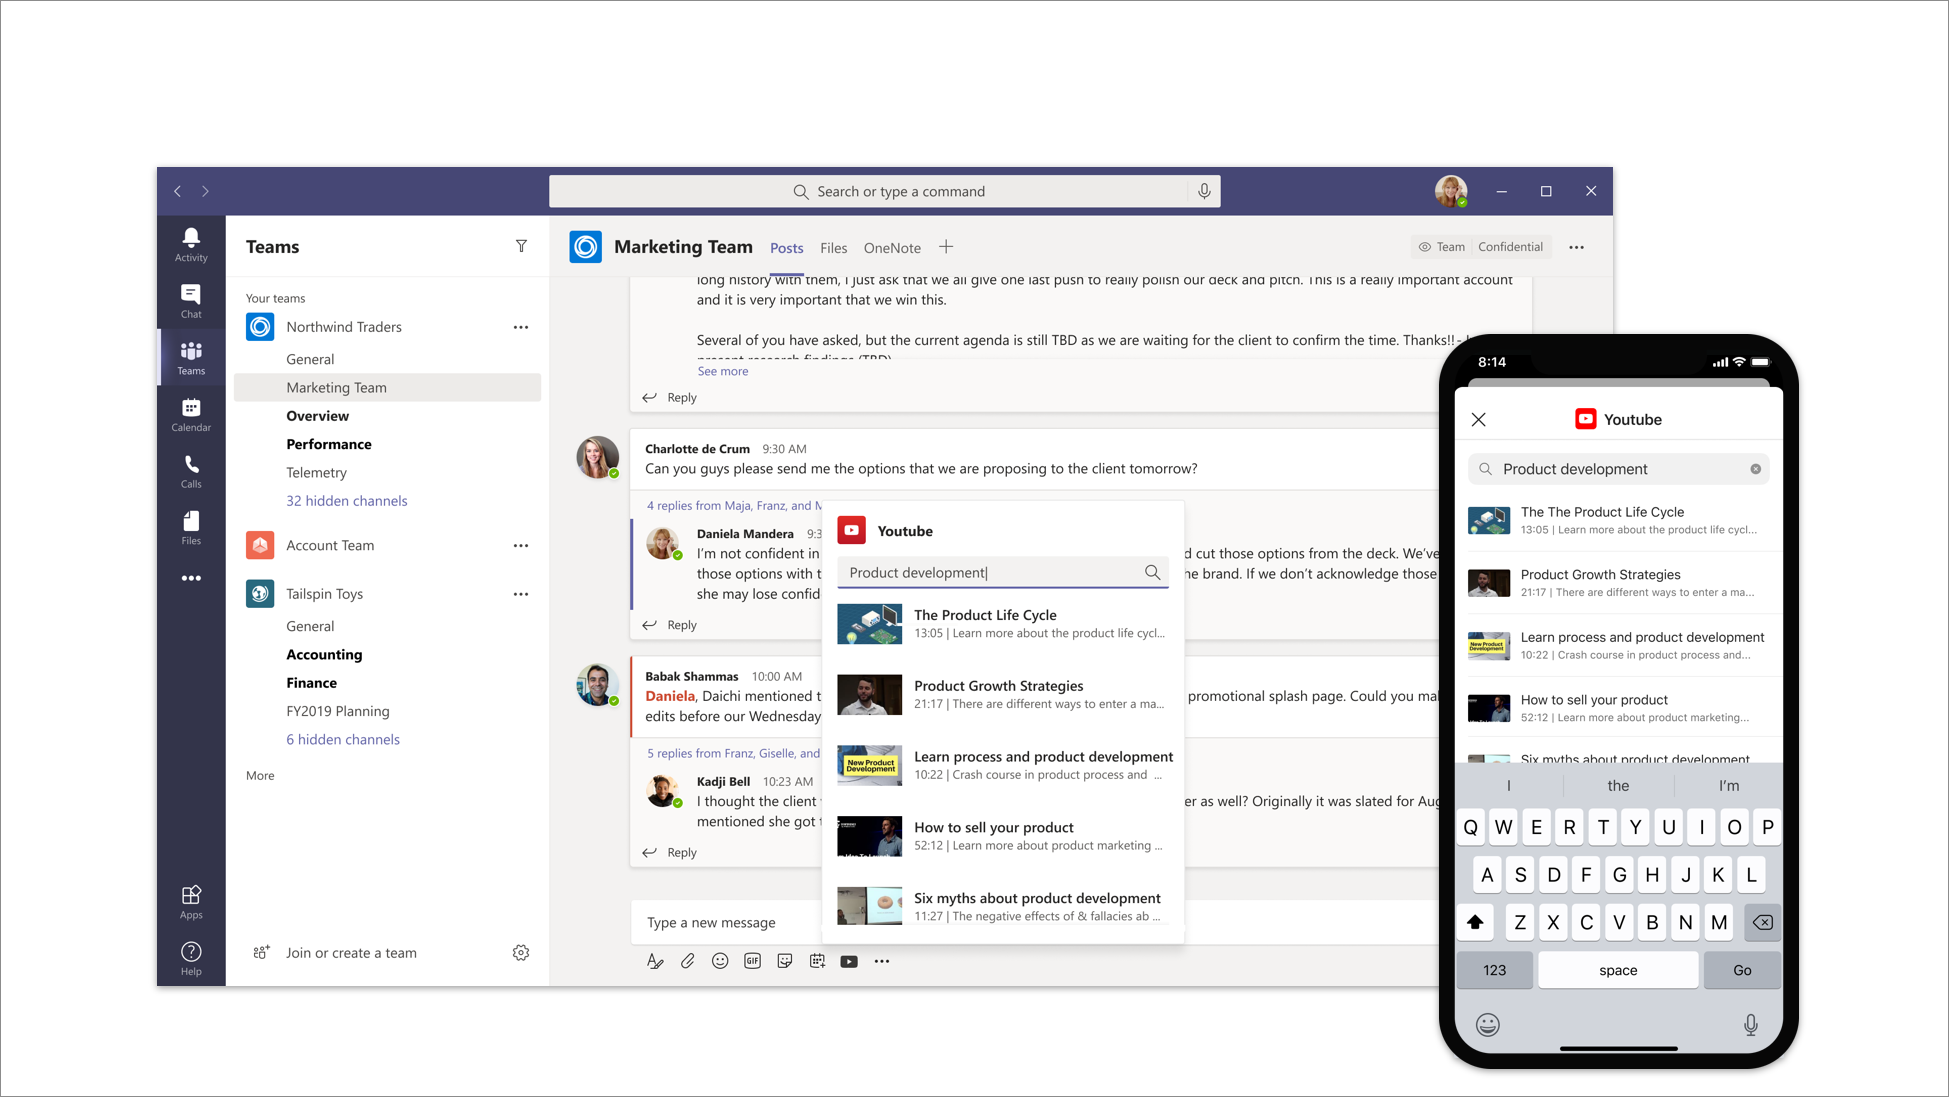 Search or type a command
Activity
Chat
Teams
Calendar
Calls
Files
Apps
Help
Teams
Your teams
Northwind Traders
General
Marketing Team
Overview
Performance
Telemetry
32 hidden channels
Account Team
Tailspin Toys
General
Accounting
Finance
FY2019 Planning
6 hidden channels
More
Join or create a team
Marketing Team
Posts
Files
OneNote
Team
Confidential
long history with them, I just ask that we all give one last push to really polish our deck and pitch. This is a really important account
and it is very important that we win this.
Several of you have asked, but the current agenda is still TBD as we are waiting for the client to confirm the time. Thanks!! -
present research findings (TBD)
See more
Reply
Charlotte de Crum 9:30 AM
Can you guys please send me the options that we are proposing to the client tomorrow?
4 replies from Maja, Franz, and M
Daniela Mandera 9:3
I'm not confident in
d cut those options from the deck. We've
those options with t
he brand. If we don't acknowledge those
she may lose confid
Reply
Babak Shammas 10:00 AM
Daniela, Daichi mentioned t
promotional splash page. Could you mak
edits before our Wednesday
5 replies from Franz, Giselle, and
Kadji Bell 10:23 AM
I thought the client
er as well? Originally it was slated for Aug
mentioned she got t
Reply
Type a new message
GIF
Youtube
Product development
The Product Life Cycle
13:05 | Learn more about the product life cycl...
Product Growth Strategies
21:17 | There are different ways to enter a ma...
New Product
Development
Learn process and product development
10:22 | Crash course in product process and ...
How to sell your product
52:12 | Learn more about product marketing ...
Six myths about product development
11:27 | The negative effects of & fallacies ab ...
8:14
Youtube
Product development
The The Product Life Cycle
13:05 | Learn more about the product life cycl...
Product Growth Strategies
21:17 | There are different ways to enter a ma...
New Product
Development
Learn process and product development
10:22 | Crash course in product process and...
How to sell your product
52:12 | Learn more about product marketing...
Six myths about product development
I the I'm
Q W E R T Y U I O P
A S D F G H J K L
Z X C V B N M
123 space Go